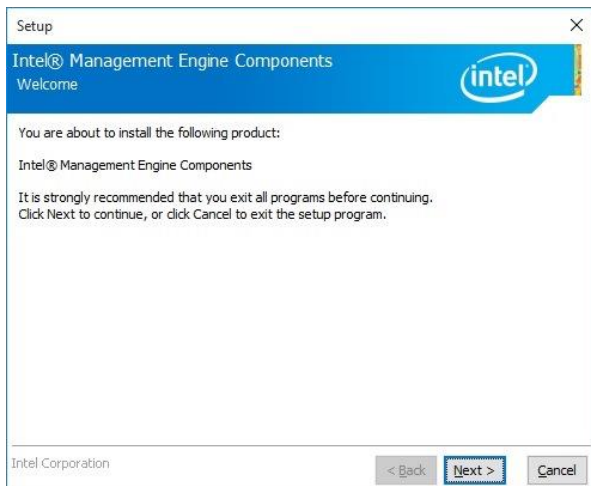 Setup
Intel® Management Engine Components
Welcome
intel
You are about to install the following product:
Intel® Management Engine Components
It is strongly recommended that you exit all programs before continuing.
Click Next to continue, or click Cancel to exit the setup program.
Intel Corporation
< Back
Next >
Cancel